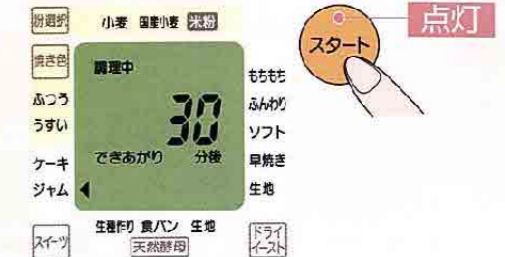 粉選択 小麦 国産小麦 米粉
焼き色
ふつう
うすい
ケーキ
ジャム
スイーツ
調理中
30
できあがり 分後
もちもち
ふんわり
ソフト
早焼き
生地
生種作り 食パン 生地
天然酵母
ドライ
イースト
スタート
点灯